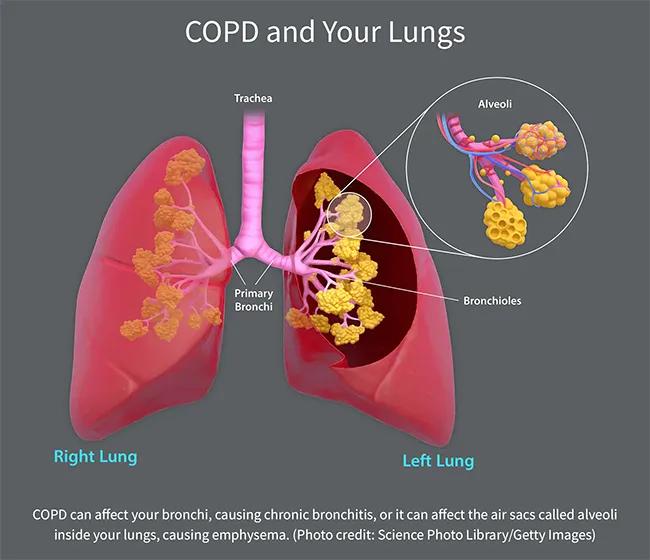 COPD and Your Lungs
Trachea
Alveoli
Primary
Bronchi
Bronchioles
Right Lung
Left Lung
COPD can affect your bronchi, causing chronic bronchitis, or it can affect the air sacs called alveoli
inside your lungs, causing emphysema. (Photo credit: Science Photo Library/Getty Images)